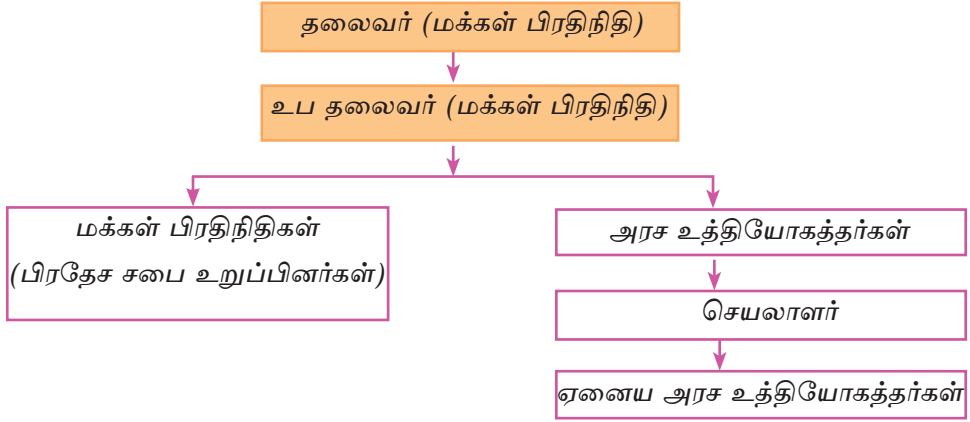 தலைவர் (மக்கள் பிரதிநிதி)
உப தலைவர் (மக்கள் பிரதிநிதி)
மக்கள் பிரதிநிதிகள்
(பிரதேச சபை உறுப்பினர்கள்)
அரச உத்தியோகத்தர்கள்
செயலாளர்
ஏனைய அரச உத்தியோகத்தர்கள்